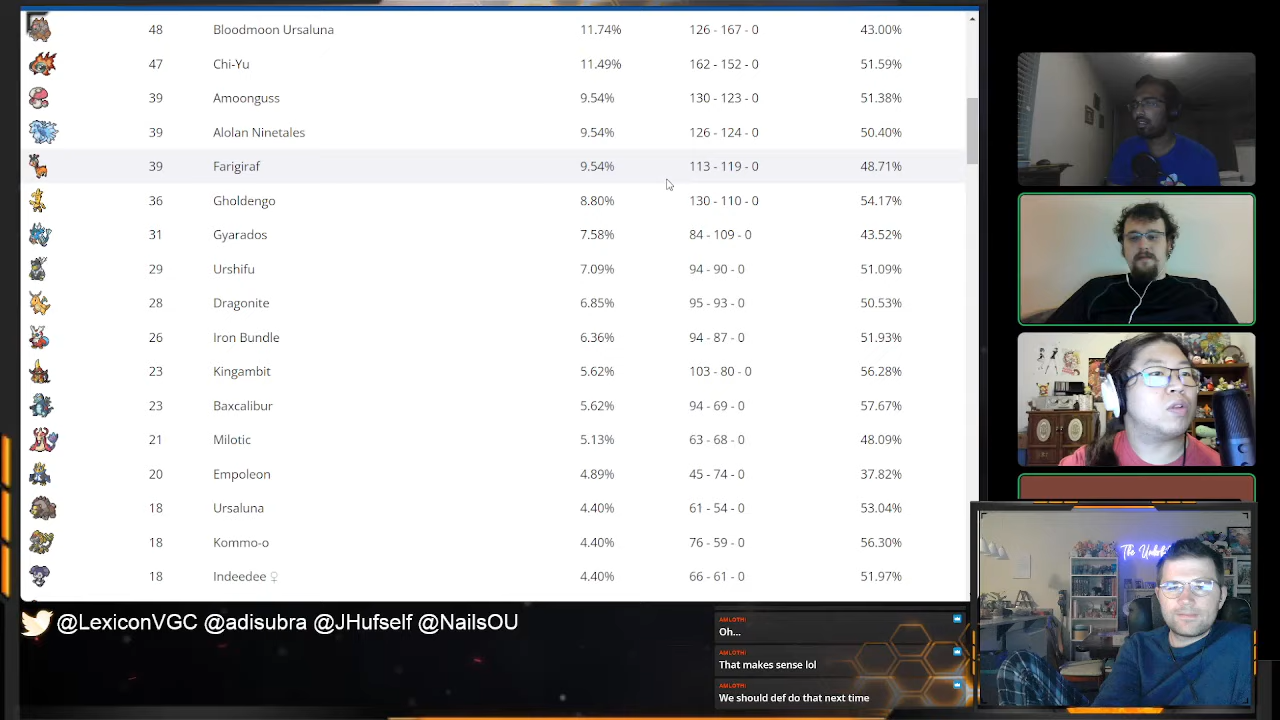 48 Bloodmoon Ursaluna 11.74% 126 - 167 - 0 43.00%
47 Chi-Yu 11.49% 162 - 152 - 0 51.59%
39 Amoonguss 9.54% 130 - 123 - 0 51.38%
39 Alolan Ninetales 9.54% 126 - 124 - 0 50.40%
39 Farigiraf 9.54% 113 - 119 - 0 48.71%
36 Gholdengo 8.80% 130 - 110 - 0 54.17%
31 Gyarados 7.58% 84 - 109 - 0 43.52%
29 Urshifu 7.09% 94 - 90 - 0 51.09%
28 Dragonite 6.85% 95 - 93 - 0 50.53%
26 Iron Bundle 6.36% 94 - 87 - 0 51.93%
23 Kingambit 5.62% 103 - 80 - 0 56.28%
23 Baxcalibur 5.62% 94 - 69 - 0 57.67%
21 Milotic 5.13% 63 - 68 - 0 48.09%
20 Empoleon 4.89% 45 - 74 - 0 37.82%
18 Ursaluna 4.40% 61 - 54 - 0 53.04%
18 Kommo-o 4.40% 76 - 59 - 0 56.30%
18 Indeedee ♀ 4.40% 66 - 61 - 0 51.97%
@LexiconVGC @adisubra @JHufself @NailsOU
AMLOTH:
Oh...
AMLOTH:
That makes sense lol
AMLOTH:
We should def do that next time
The